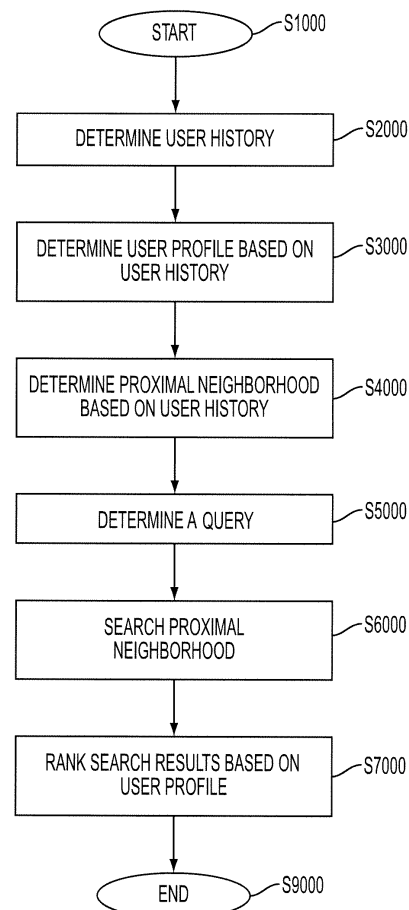 START
S1000
DETERMINE USER HISTORY
S2000
DETERMINE USER PROFILE BASED ON
USER HISTORY
S3000
DETERMINE PROXIMAL NEIGHBORHOOD
BASED ON USER HISTORY
S4000
DETERMINE A QUERY
S5000
SEARCH PROXIMAL
NEIGHBORHOOD
S6000
RANK SEARCH RESULTS BASED ON
USER PROFILE
S7000
END
S9000